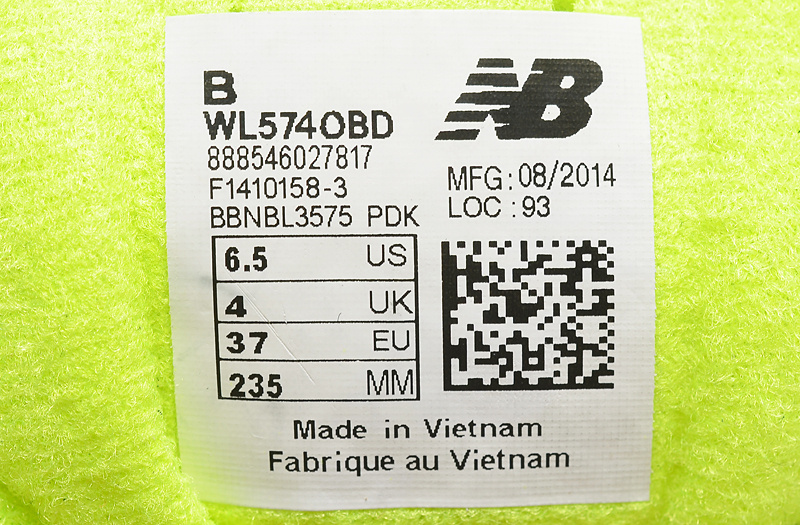 NB
B
WL574OBD
888546027817
F1410158-3
BBNBL3575 PDK
MFG: 08/2014
LOC : 93
6.5 US
4 UK
37 EU
235 MM
Made in Vietnam
Fabrique au Vietnam